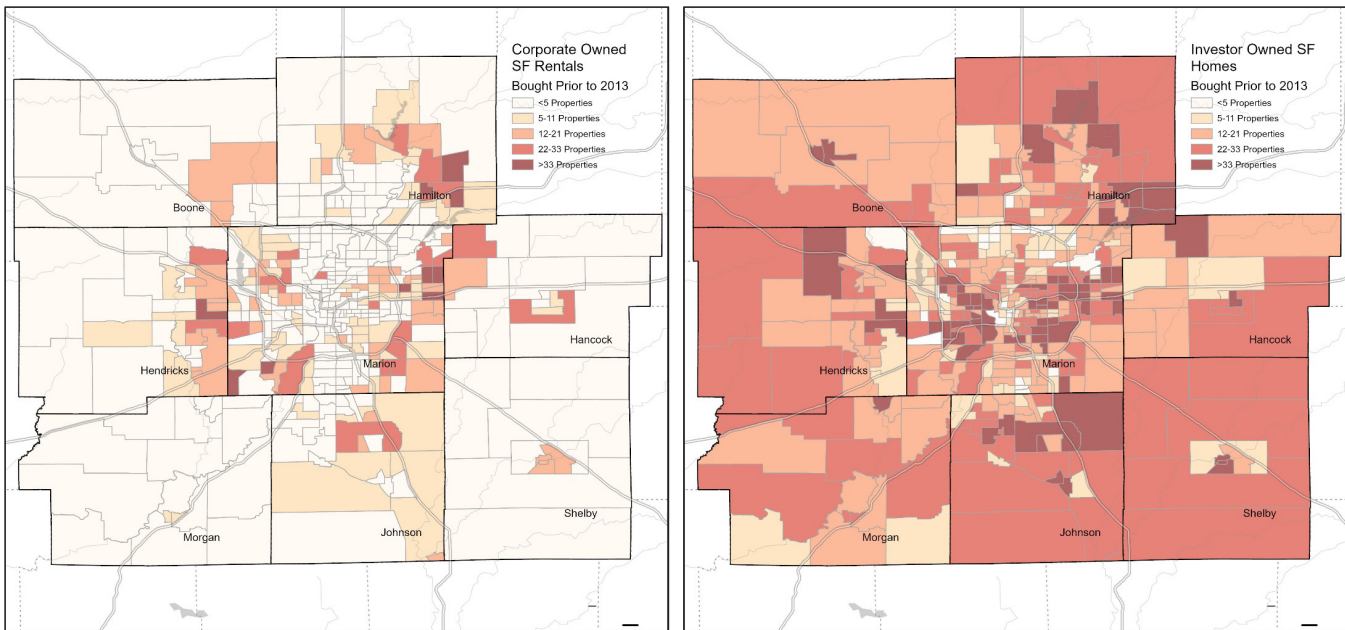 Corporate Owned
SF Rentals
Bought Prior to 2013
<5 Properties
5-11 Properties
12-21 Properties
22-33 Properties
>33 Properties
Boone
Hamilton
Hendricks
Marion
Hancock
Morgan
Johnson
Shelby
Investor Owned SF
Homes
Bought Prior to 2013
<5 Properties
5-11 Properties
12-21 Properties
22-33 Properties
>33 Properties
Boone
Hamilton
Hendricks
Marion
Hancock
Morgan
Johnson
Shelby